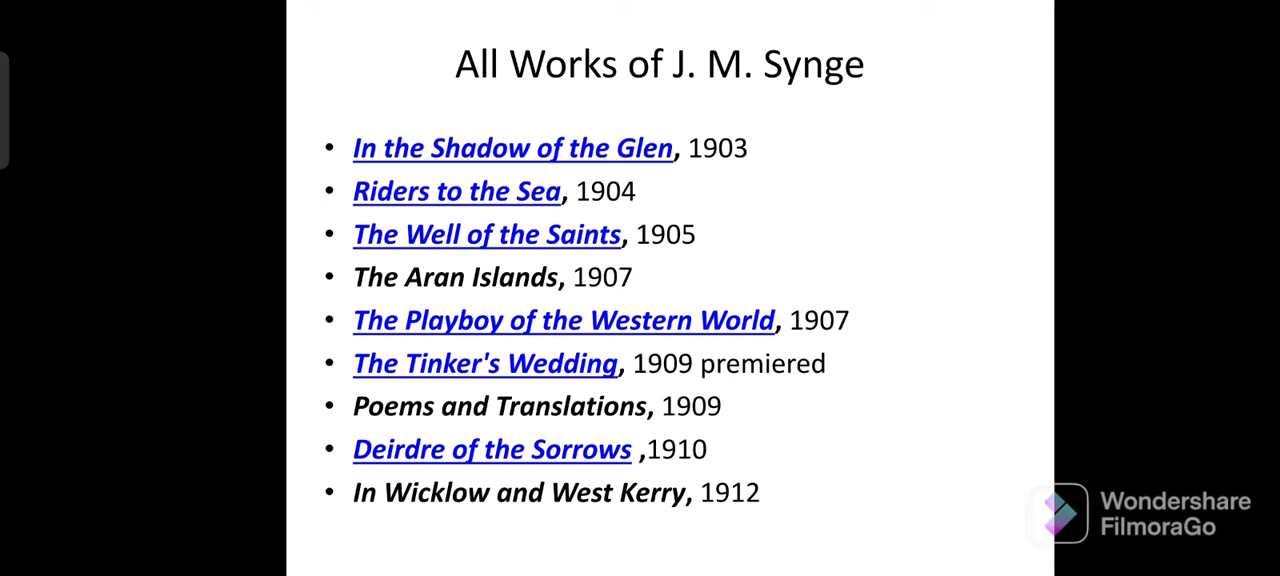 All Works of J. M. Synge
• In the Shadow of the Glen, 1903
• Riders to the Sea, 1904
• The Well of the Saints, 1905
• The Aran Islands, 1907
• The Playboy of the Western World, 1907
• The Tinker's Wedding, 1909 premiered
• Poems and Translations, 1909
• Deirdre of the Sorrows ,1910
• In Wicklow and West Kerry, 1912
Wondershare
FilmoraGo